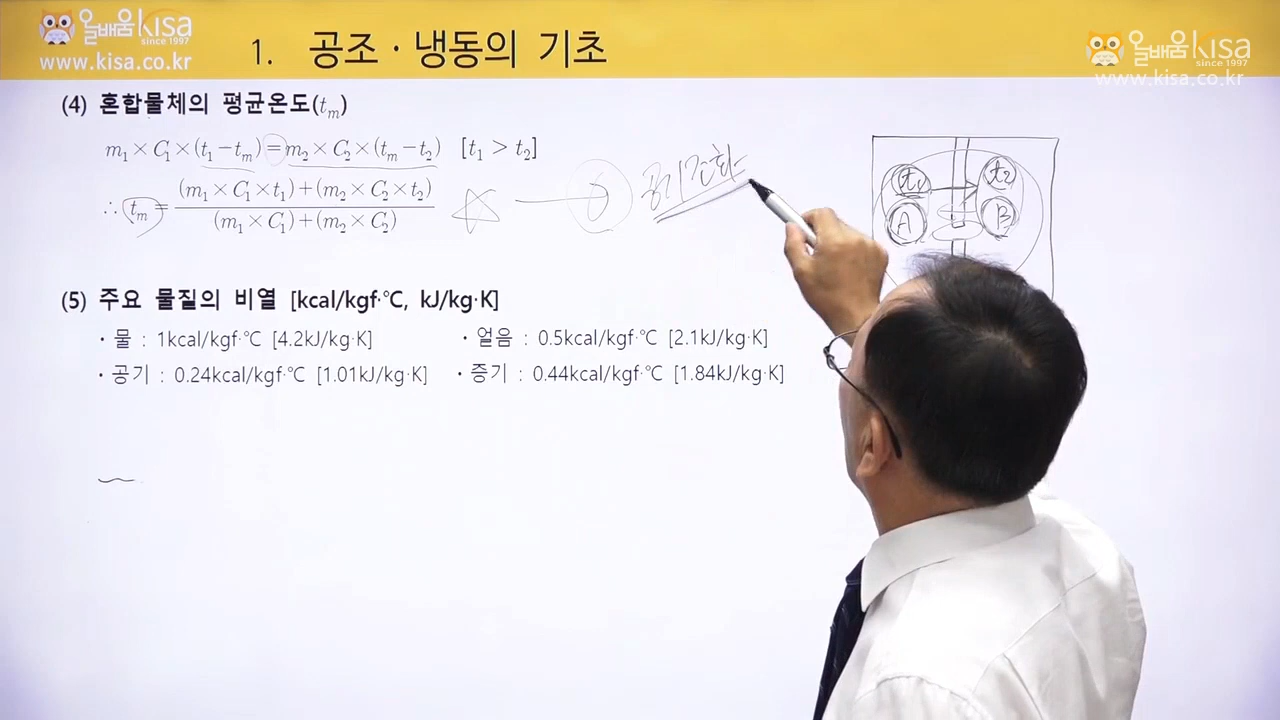 올배움kisa
since 1997
www.kisa.co.kr
1. 공조 · 냉동의 기초
올배움kisa
since 1997
www.kisa.co.kr
(4) 혼합물체의 평균온도(tₘ)
m₁ × C₁ × (t₁ − tₘ) = m₂ × C₂ × (tₘ − t₂) [t₁ > t₂]
∴ tₘ = (m₁ × C₁ × t₁) + (m₂ × C₂ × t₂)
(m₁ × C₁) + (m₂ × C₂)
공기조화
t₁ t₂
A B
(5) 주요 물질의 비열 [kcal/kgf·℃, kJ/kg·K]
· 물 : 1kcal/kgf·℃ [4.2kJ/kg·K] · 얼음 : 0.5kcal/kgf·℃ [2.1kJ/kg·K]
· 공기 : 0.24kcal/kgf·℃ [1.01kJ/kg·K] · 증기 : 0.44kcal/kgf·℃ [1.84kJ/kg·K]